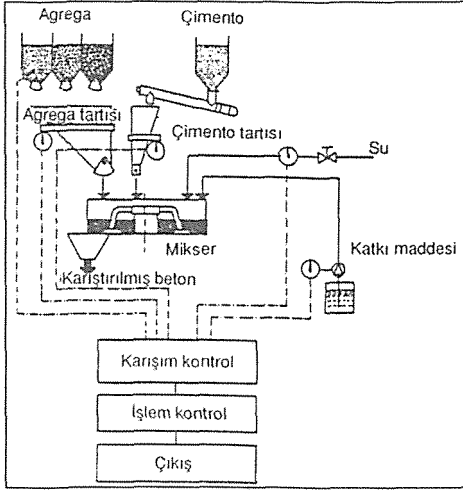 Agrega
Çimento
Agrega tartısı
Çimento tartısı
Su
Mikser
Katkı maddesi
Karıştırılmış beton
Karışım kontrol
İşlem kontrol
Çıkış